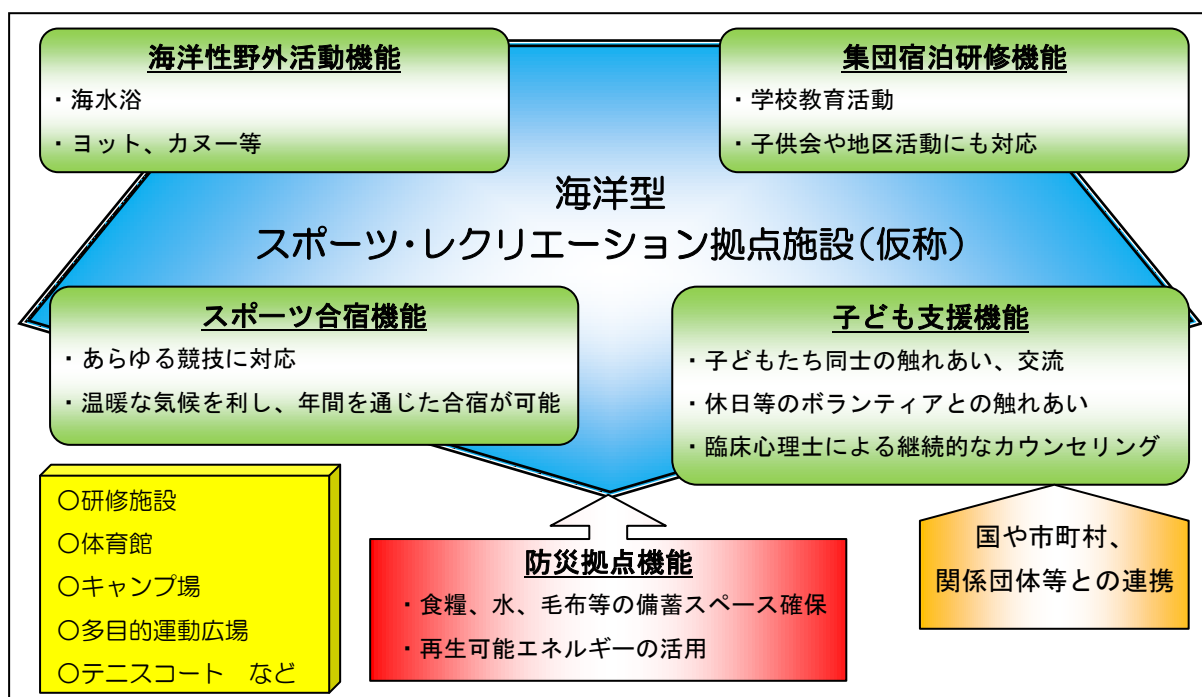 海洋性野外活動機能
・海水浴
・ヨット、カヌー等
集団宿泊研修機能
・学校教育活動
・子供会や地区活動にも対応
海洋型
スポーツ・レクリエーション拠点施設（仮称）
スポーツ合宿機能
・あらゆる競技に対応
・温暖な気候を利し、年間を通じた合宿が可能
子ども支援機能
・子どもたち同士の触れあい、交流
・休日等のボランティアとの触れあい
・臨床心理士による継続的なカウンセリング
〇研修施設
〇体育館
〇キャンプ場
〇多目的運動広場
〇テニスコート　など
防災拠点機能
・食糧、水、毛布等の備蓄スペース確保
・再生可能エネルギーの活用
国や市町村、
関係団体等との連携